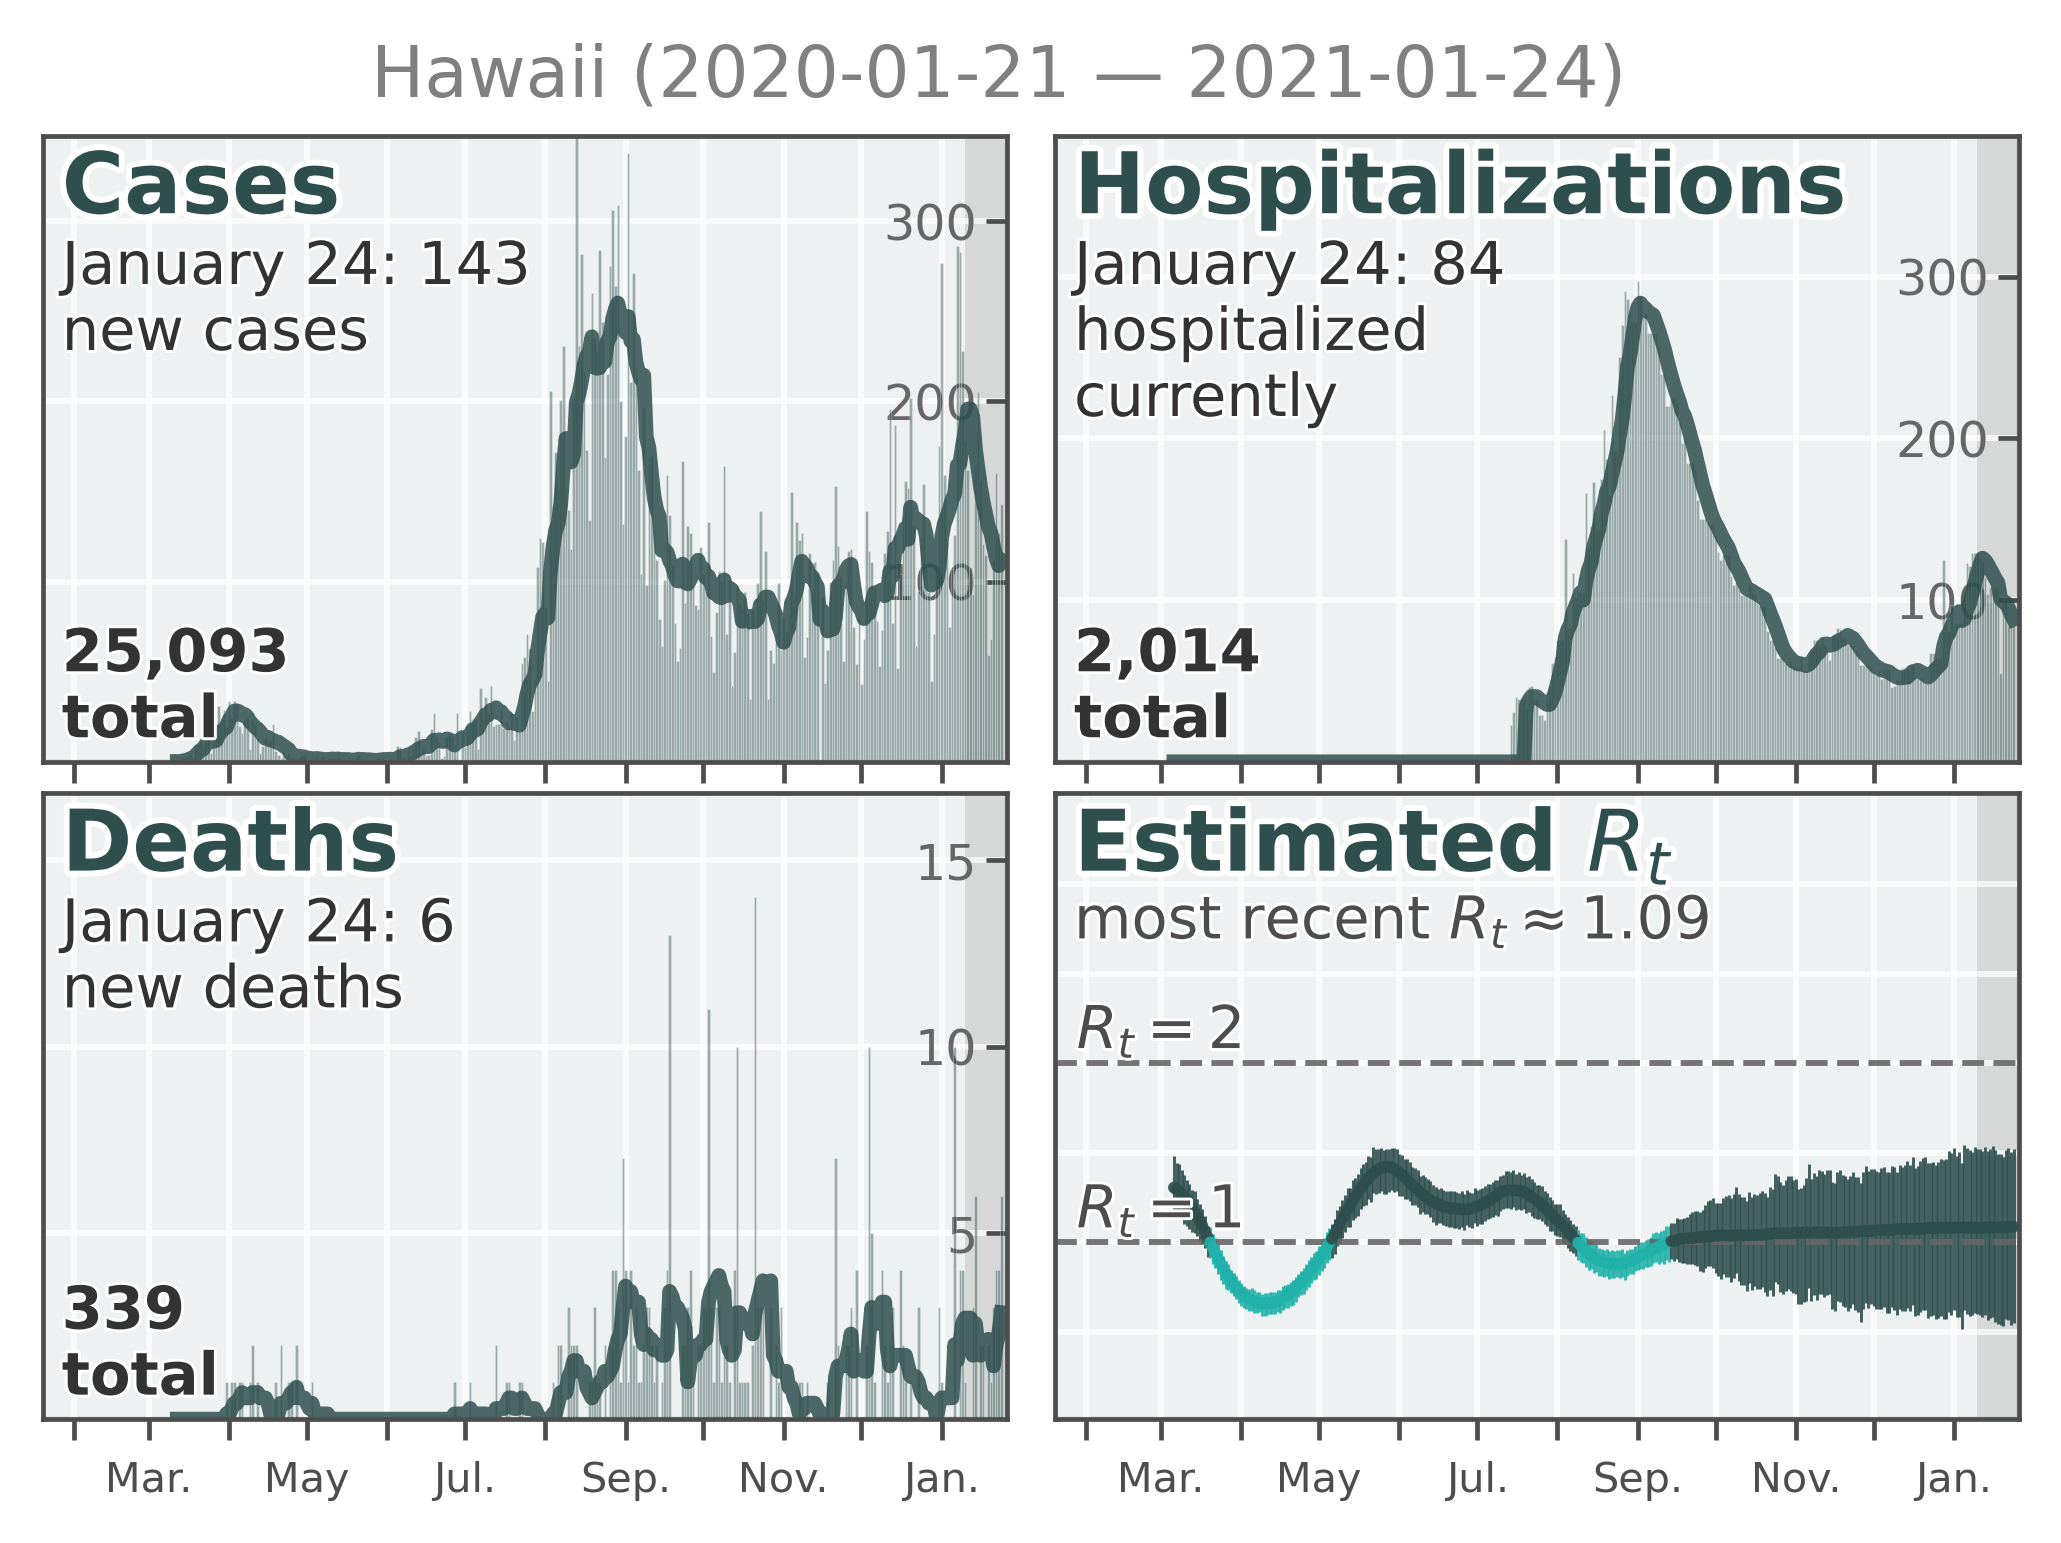 Hawaii (2020-01-21 — 2021-01-24)
Cases
January 24: 143
new cases
300
200
100
25,093
total
Hospitalizations
January 24: 84
hospitalized
currently
300
200
100
2,014
total
Deaths
January 24: 6
new deaths
15
10
5
339
total
Mar. May Jul. Sep. Nov. Jan.
Estimated Rₜ
most recent Rₜ ≈ 1.09
Rₜ = 2
Rₜ = 1
Mar. May Jul. Sep. Nov. Jan.